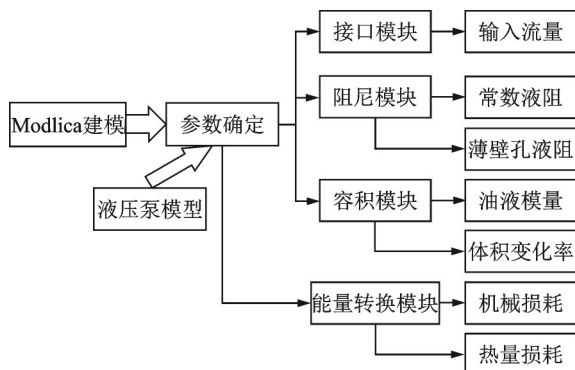 接口模块
输入流量
阻尼模块
常数液阻
Modlica建模
参数确定
薄壁孔液阻
液压泵模型
容积模块
油液模量
体积变化率
能量转换模块
机械损耗
热量损耗